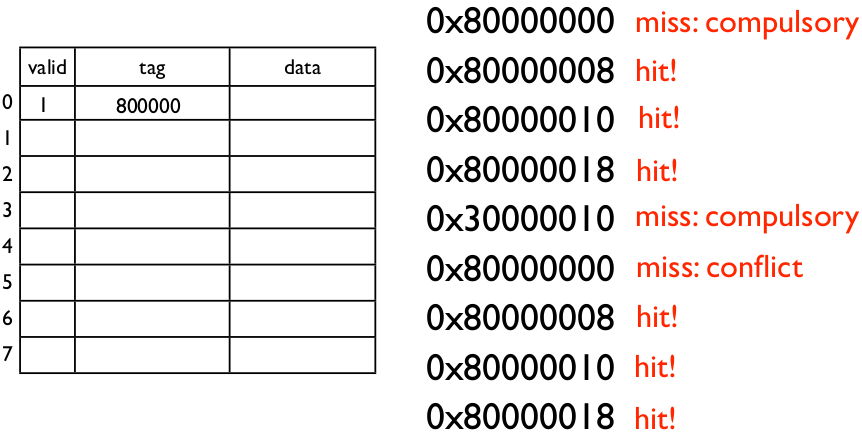 valid tag data
0 1 800000
1
2
3
4
5
6
7
0x80000000 miss: compulsory
0x80000008 hit!
0x80000010 hit!
0x80000018 hit!
0x30000010 miss: compulsory
0x80000000 miss: conflict
0x80000008 hit!
0x80000010 hit!
0x80000018 hit!